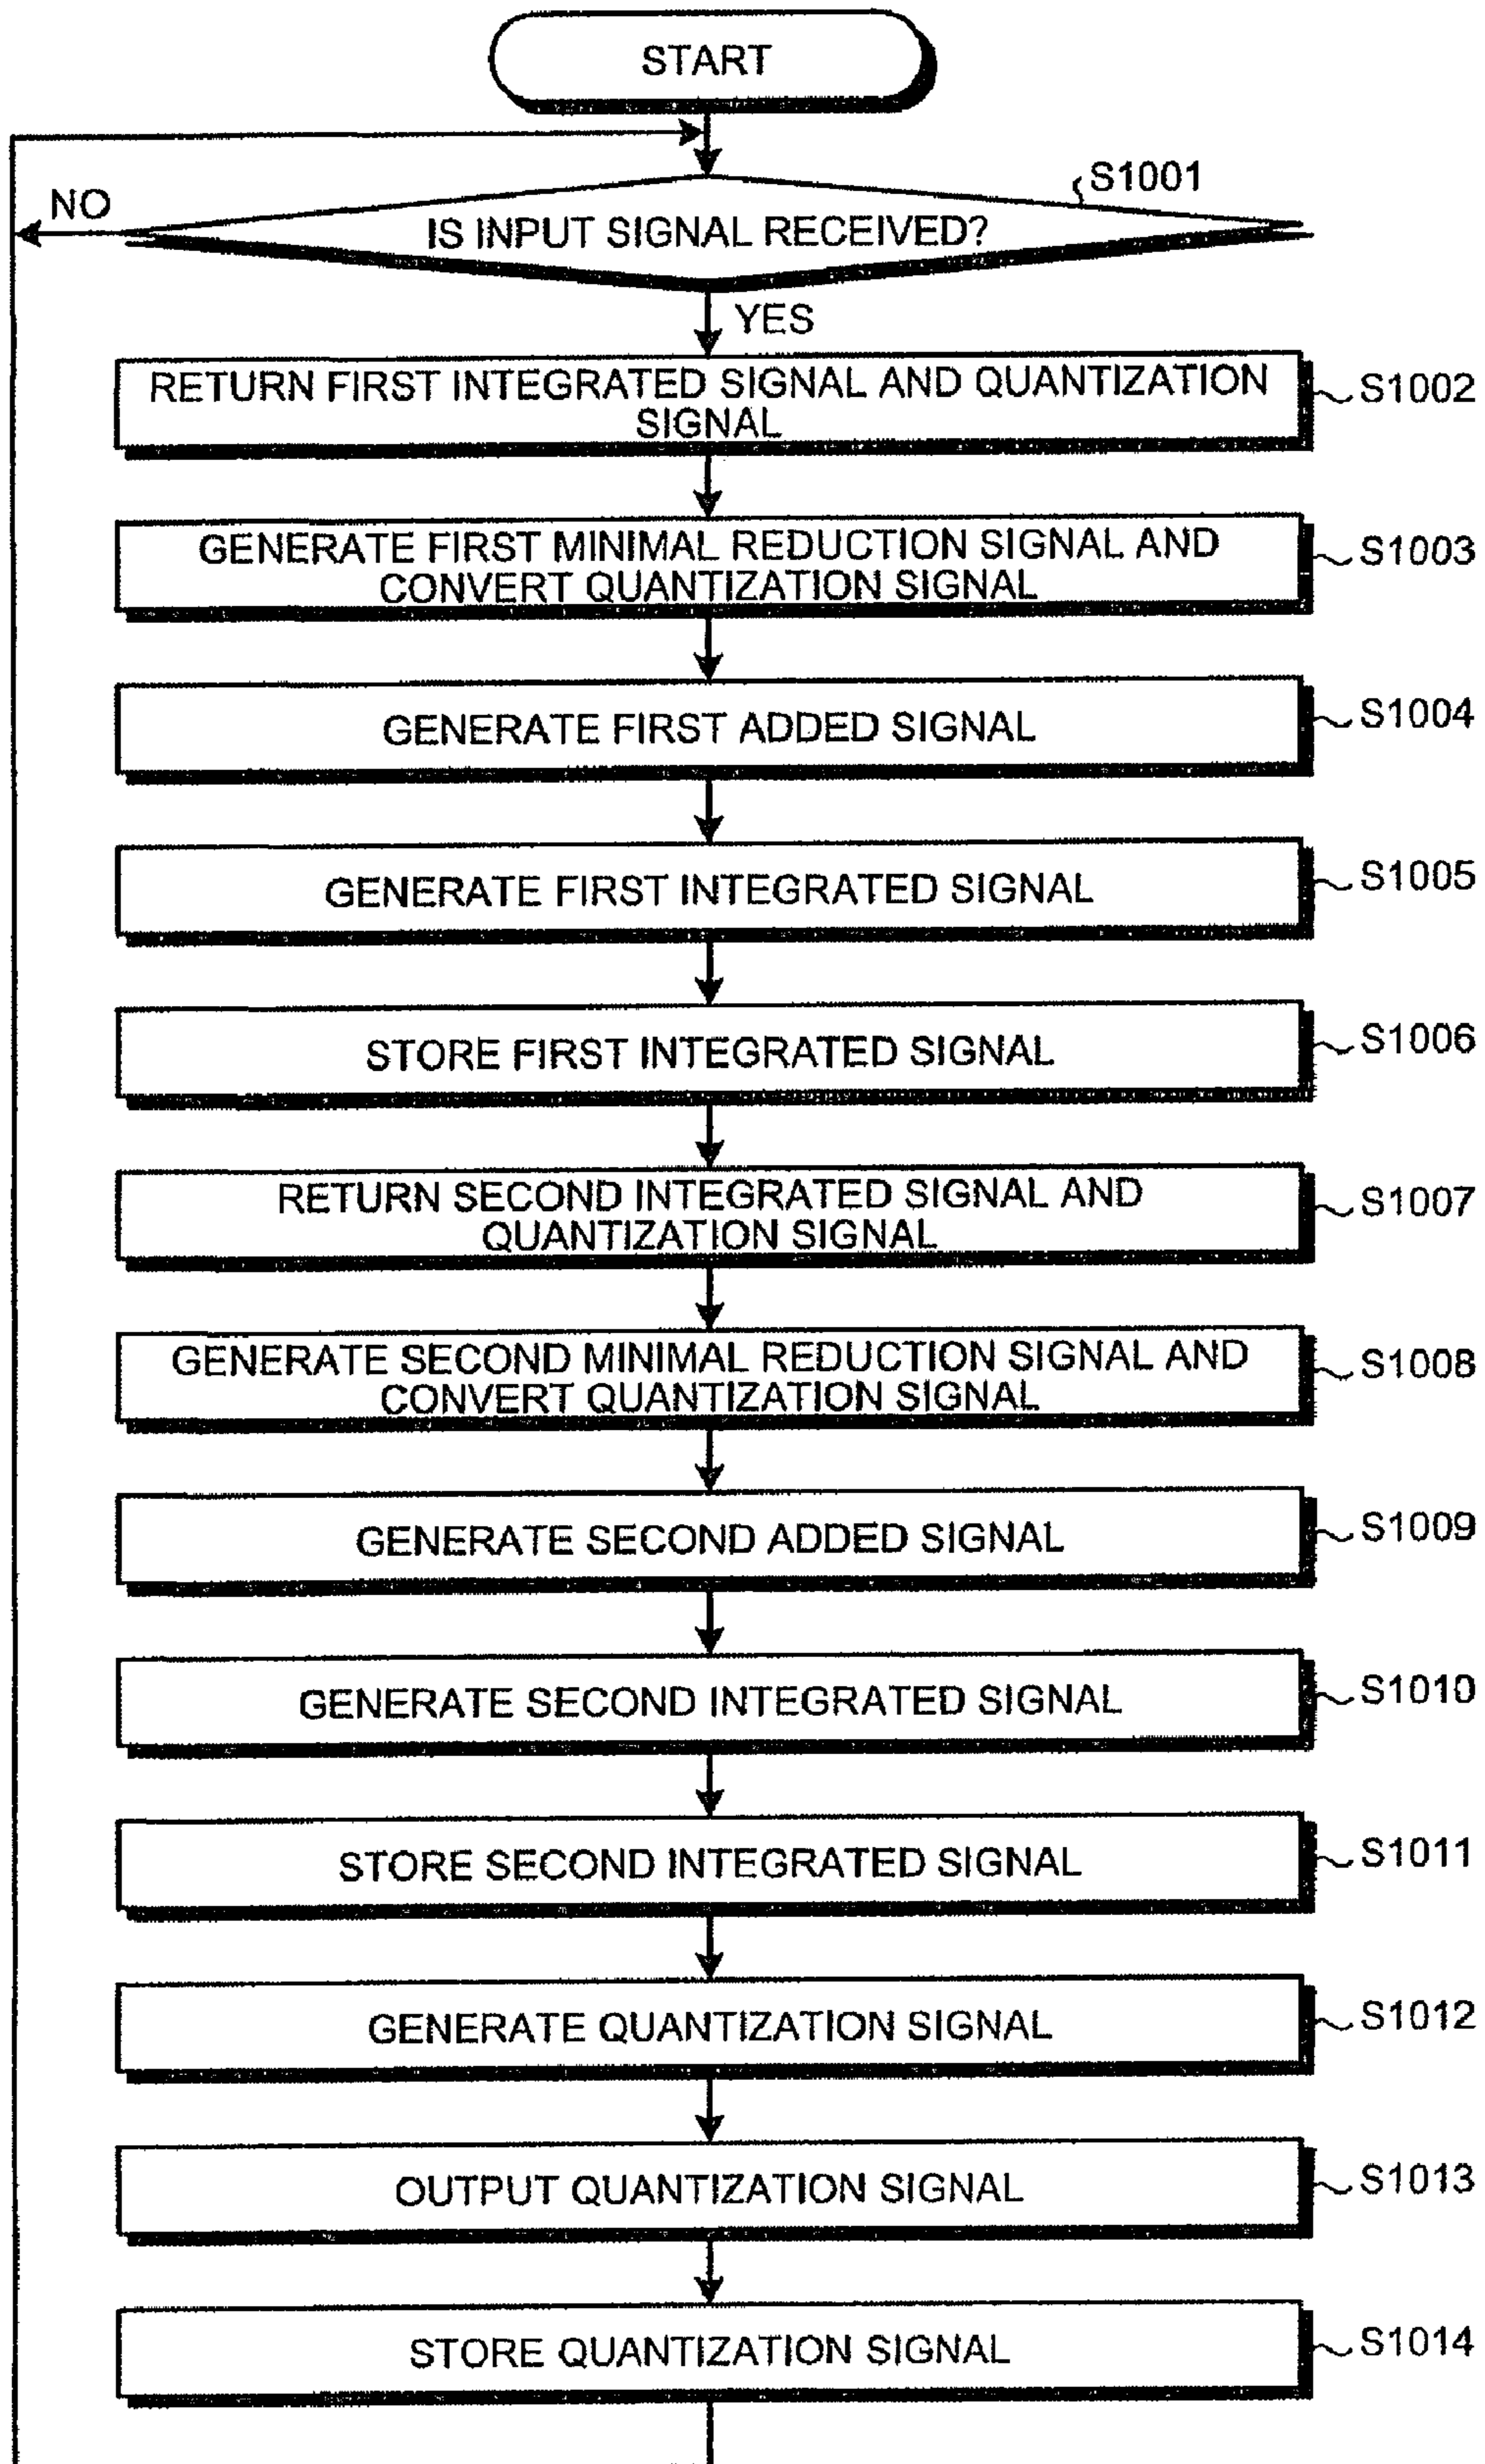 START
S1001
NO
IS INPUT SIGNAL RECEIVED?
YES
RETURN FIRST INTEGRATED SIGNAL AND QUANTIZATION
SIGNAL
S1002
GENERATE FIRST MINIMAL REDUCTION SIGNAL AND
CONVERT QUANTIZATION SIGNAL
S1003
GENERATE FIRST ADDED SIGNAL
S1004
GENERATE FIRST INTEGRATED SIGNAL
S1005
STORE FIRST INTEGRATED SIGNAL
S1006
RETURN SECOND INTEGRATED SIGNAL AND
QUANTIZATION SIGNAL
S1007
GENERATE SECOND MINIMAL REDUCTION SIGNAL AND
CONVERT QUANTIZATION SIGNAL
S1008
GENERATE SECOND ADDED SIGNAL
S1009
GENERATE SECOND INTEGRATED SIGNAL
S1010
STORE SECOND INTEGRATED SIGNAL
S1011
GENERATE QUANTIZATION SIGNAL
S1012
OUTPUT QUANTIZATION SIGNAL
S1013
STORE QUANTIZATION SIGNAL
S1014